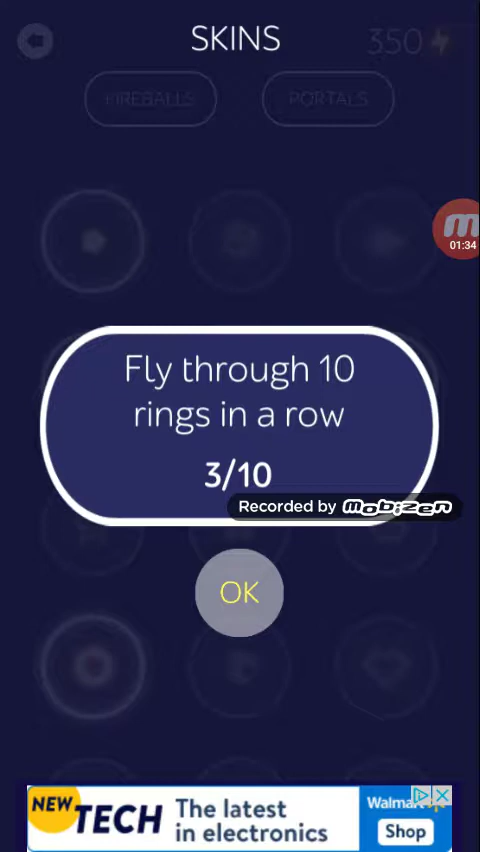 SKINS
350
FIREBALLS
PORTALS
01:34
Fly through 10
rings in a row
3/10
Recorded by mobizen
OK
NEW
TECH
The latest
in electronics
Walmart
Shop